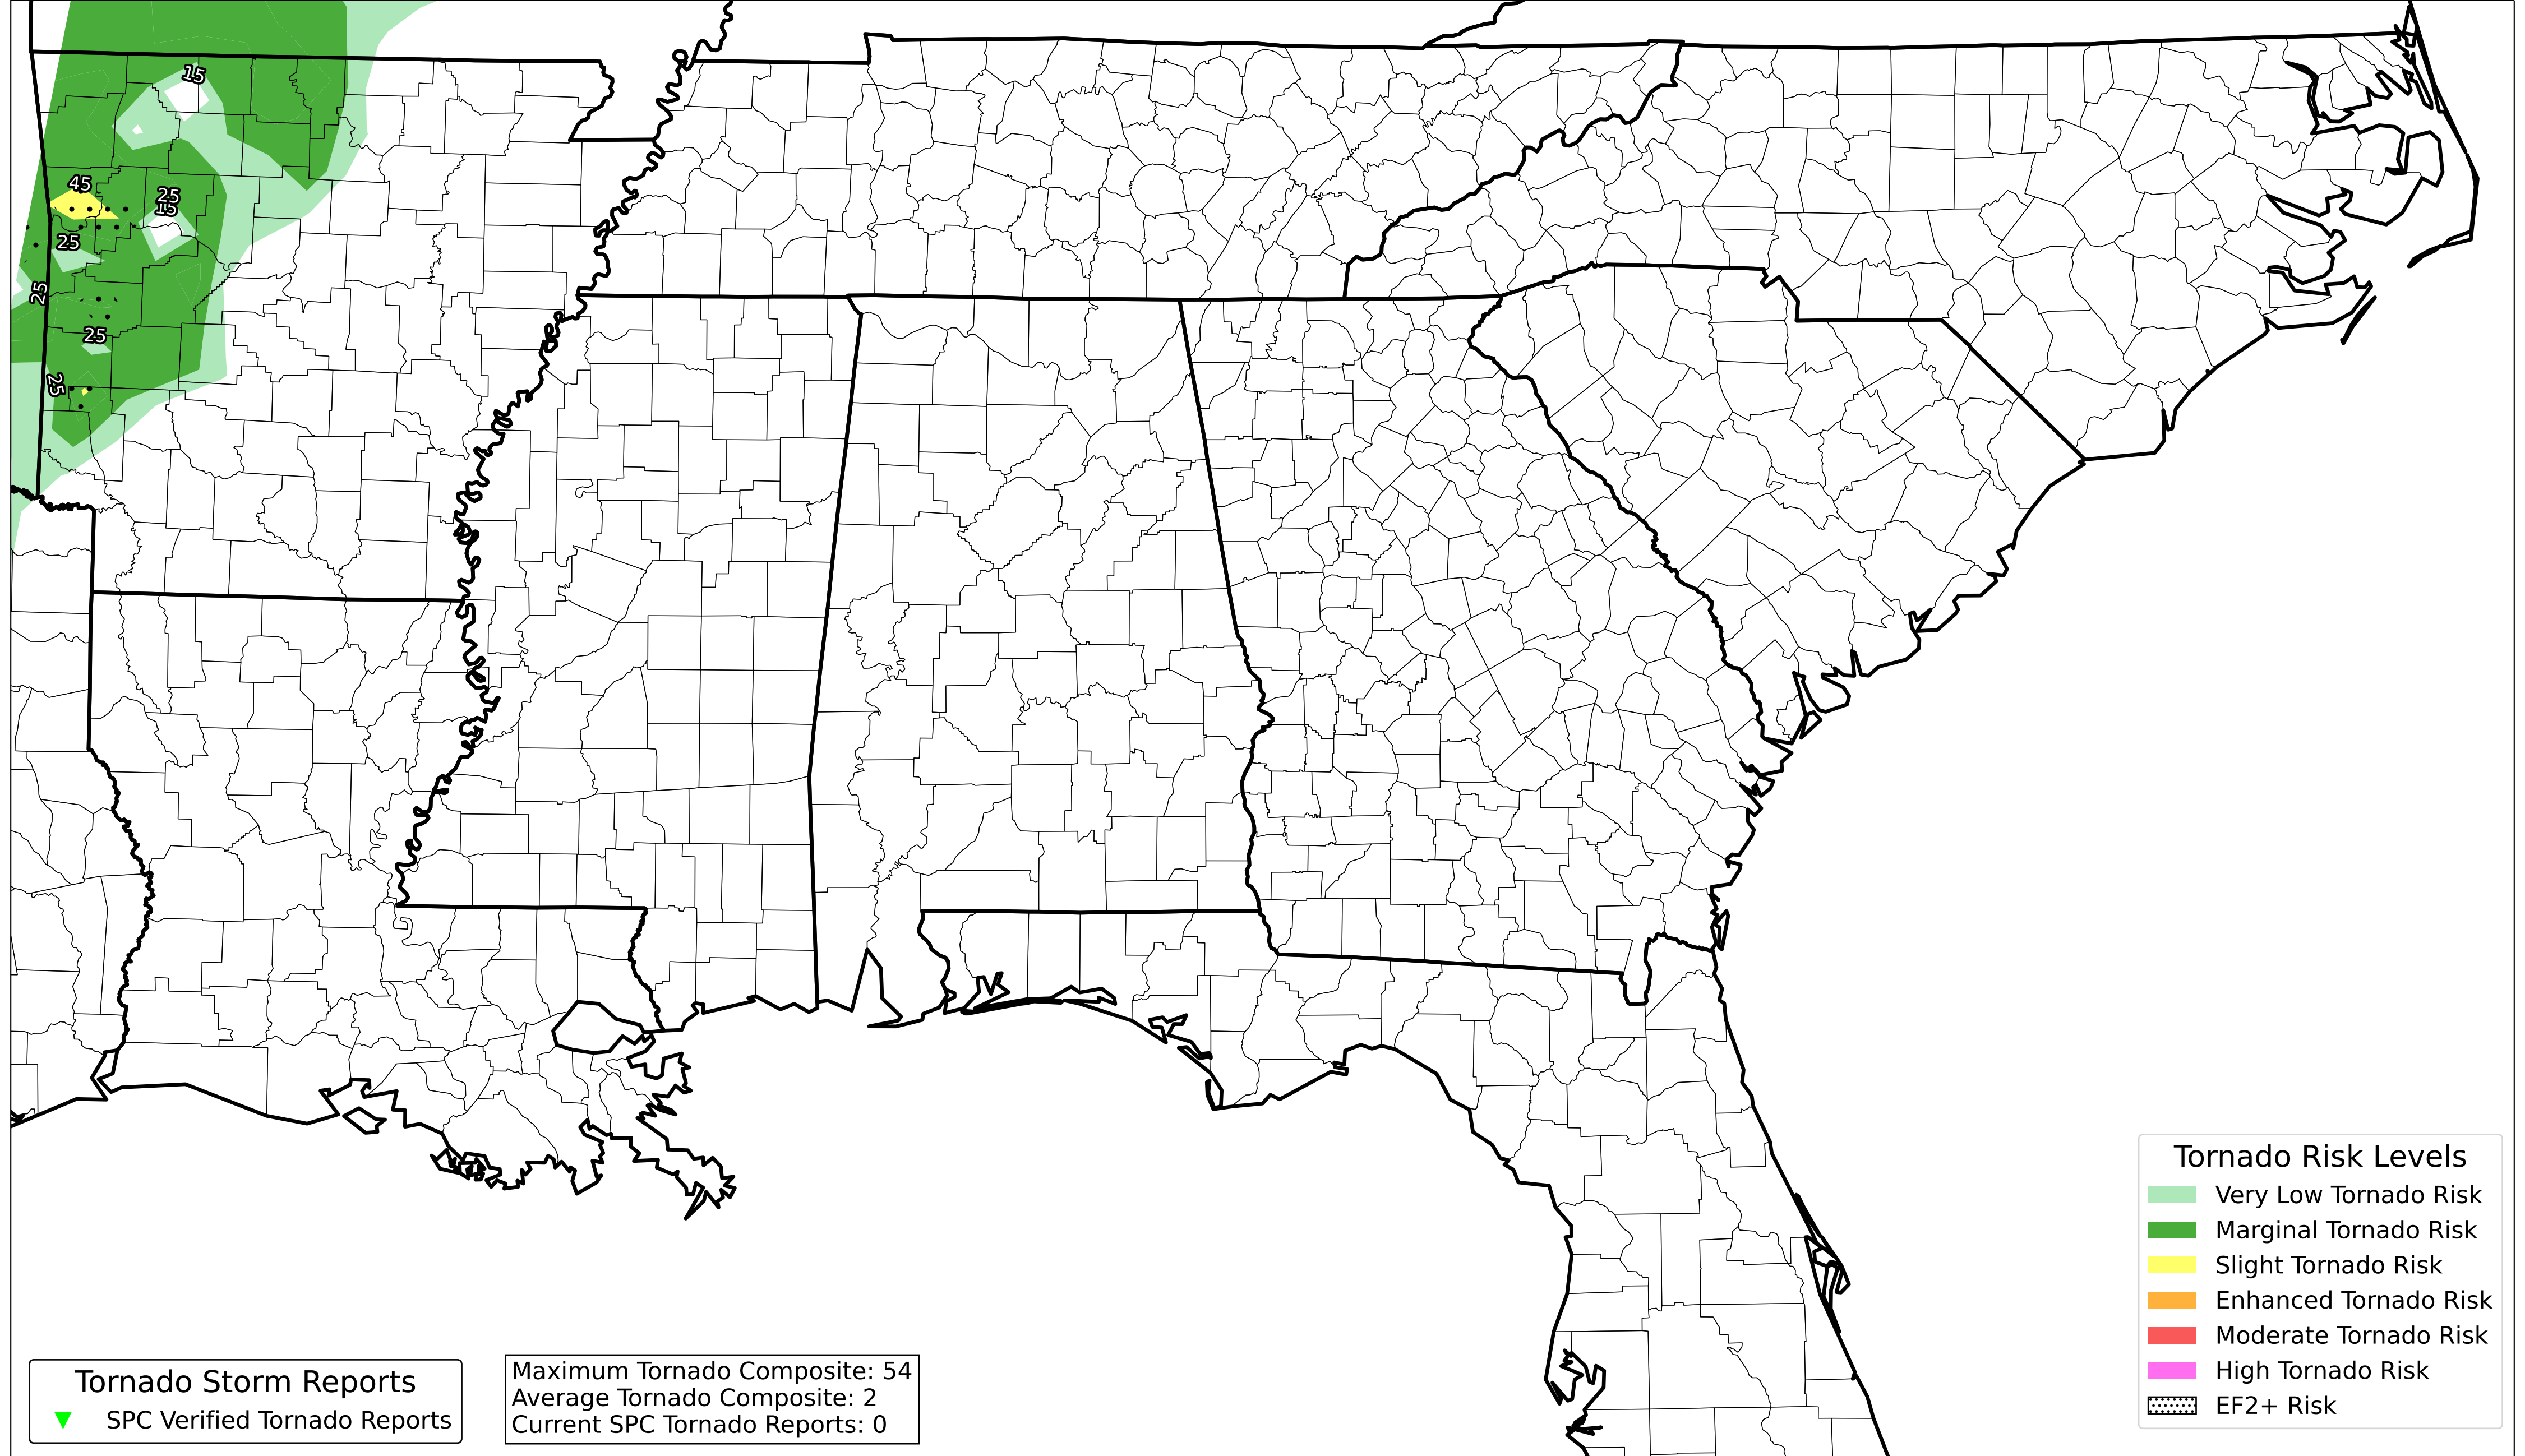 15
45
25
15
25
25
25
25
Tornado Risk Levels
Very Low Tornado Risk
Marginal Tornado Risk
Slight Tornado Risk
Enhanced Tornado Risk
Moderate Tornado Risk
High Tornado Risk
EF2+ Risk
Tornado Storm Reports
SPC Verified Tornado Reports
Maximum Tornado Composite: 54
Average Tornado Composite: 2
Current SPC Tornado Reports: 0